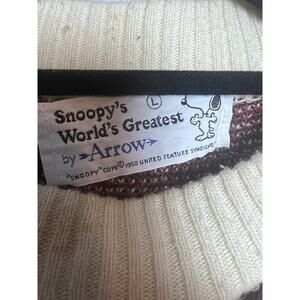 Snoopy's
World's Greatest
by Arrow
L
"SNOOPY" COPR © 1958 UNITED FEATURE SYNDICATE